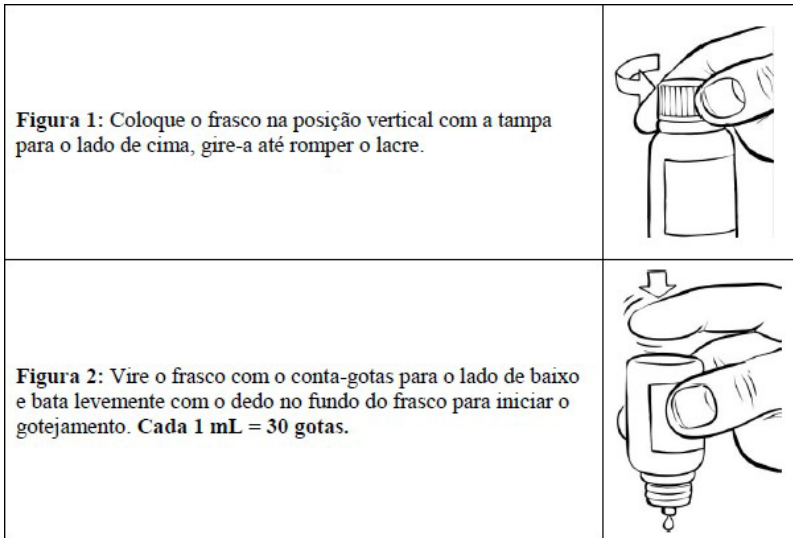 Figura 1: Coloque o frasco na posição vertical com a tampa
para o lado de cima, gire-a até romper o lacre.
Figura 2: Vire o frasco com o conta-gotas para o lado de baixo
e bata levemente com o dedo no fundo do frasco para iniciar o
gotejamento. Cada 1 mL = 30 gotas.